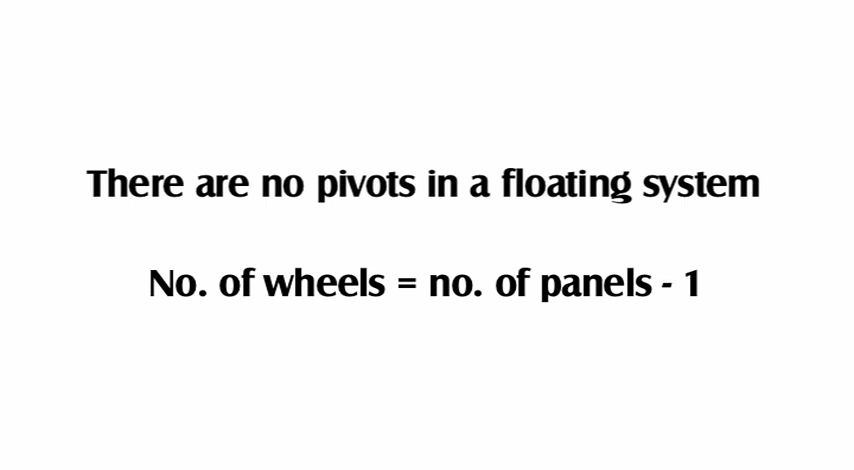 There are no pivots in a floating system
No. of wheels = no. of panels - 1